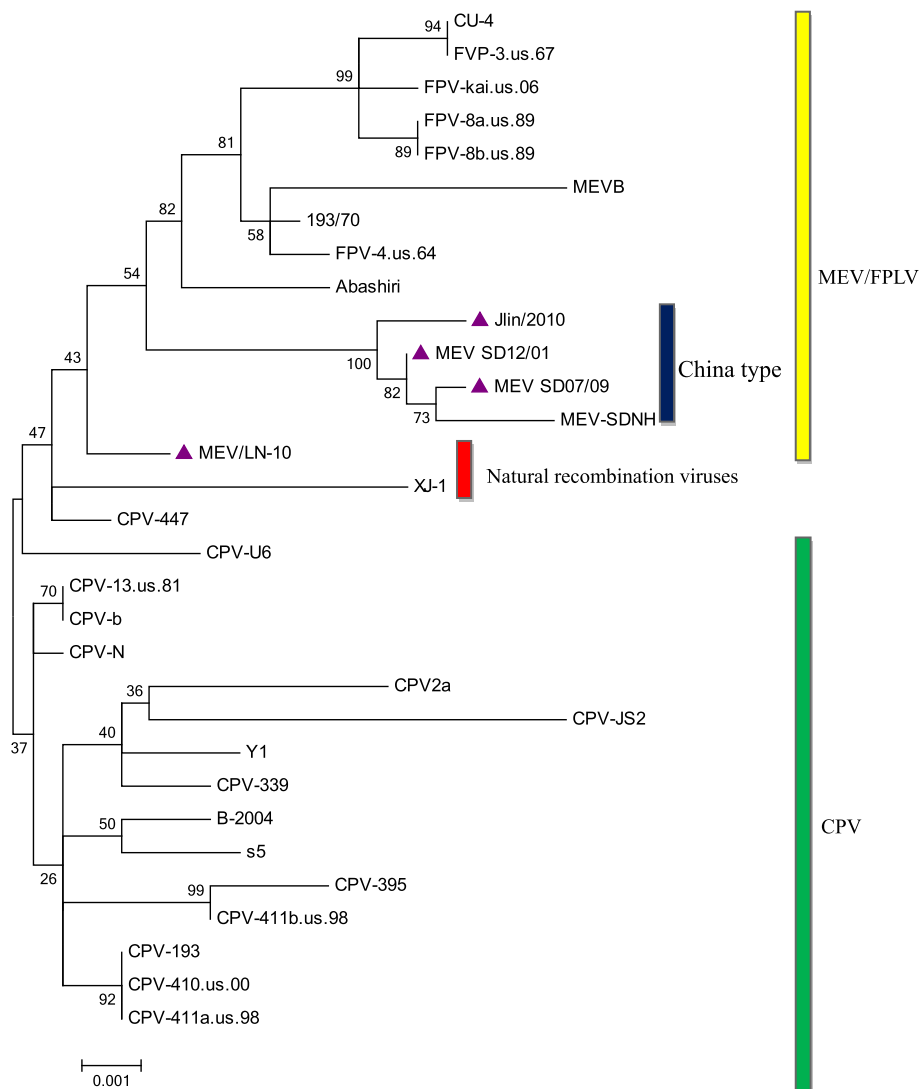 94
CU-4
FVP-3.us.67
99
FPV-kai.us.06
FPV-8a.us.89
89
FPV-8b.us.89
81
MEVB
82
193/70
58
FPV-4.us.64
54
Abashiri
MEV/FPLV
Jlin/2010
100
MEV SD12/01
43
China type
82
MEV SD07/09
73
MEV-SDNH
47
MEV/LN-10
Natural recombination viruses
XJ-1
CPV-447
CPV-U6
70
CPV-13.us.81
CPV-b
CPV-N
36
CPV2a
CPV-JS2
37
40
Y1
CPV-339
50
B-2004
CPV
s5
26
99
CPV-395
CPV-411b.us.98
CPV-193
CPV-410.us.00
92
CPV-411a.us.98
0.001